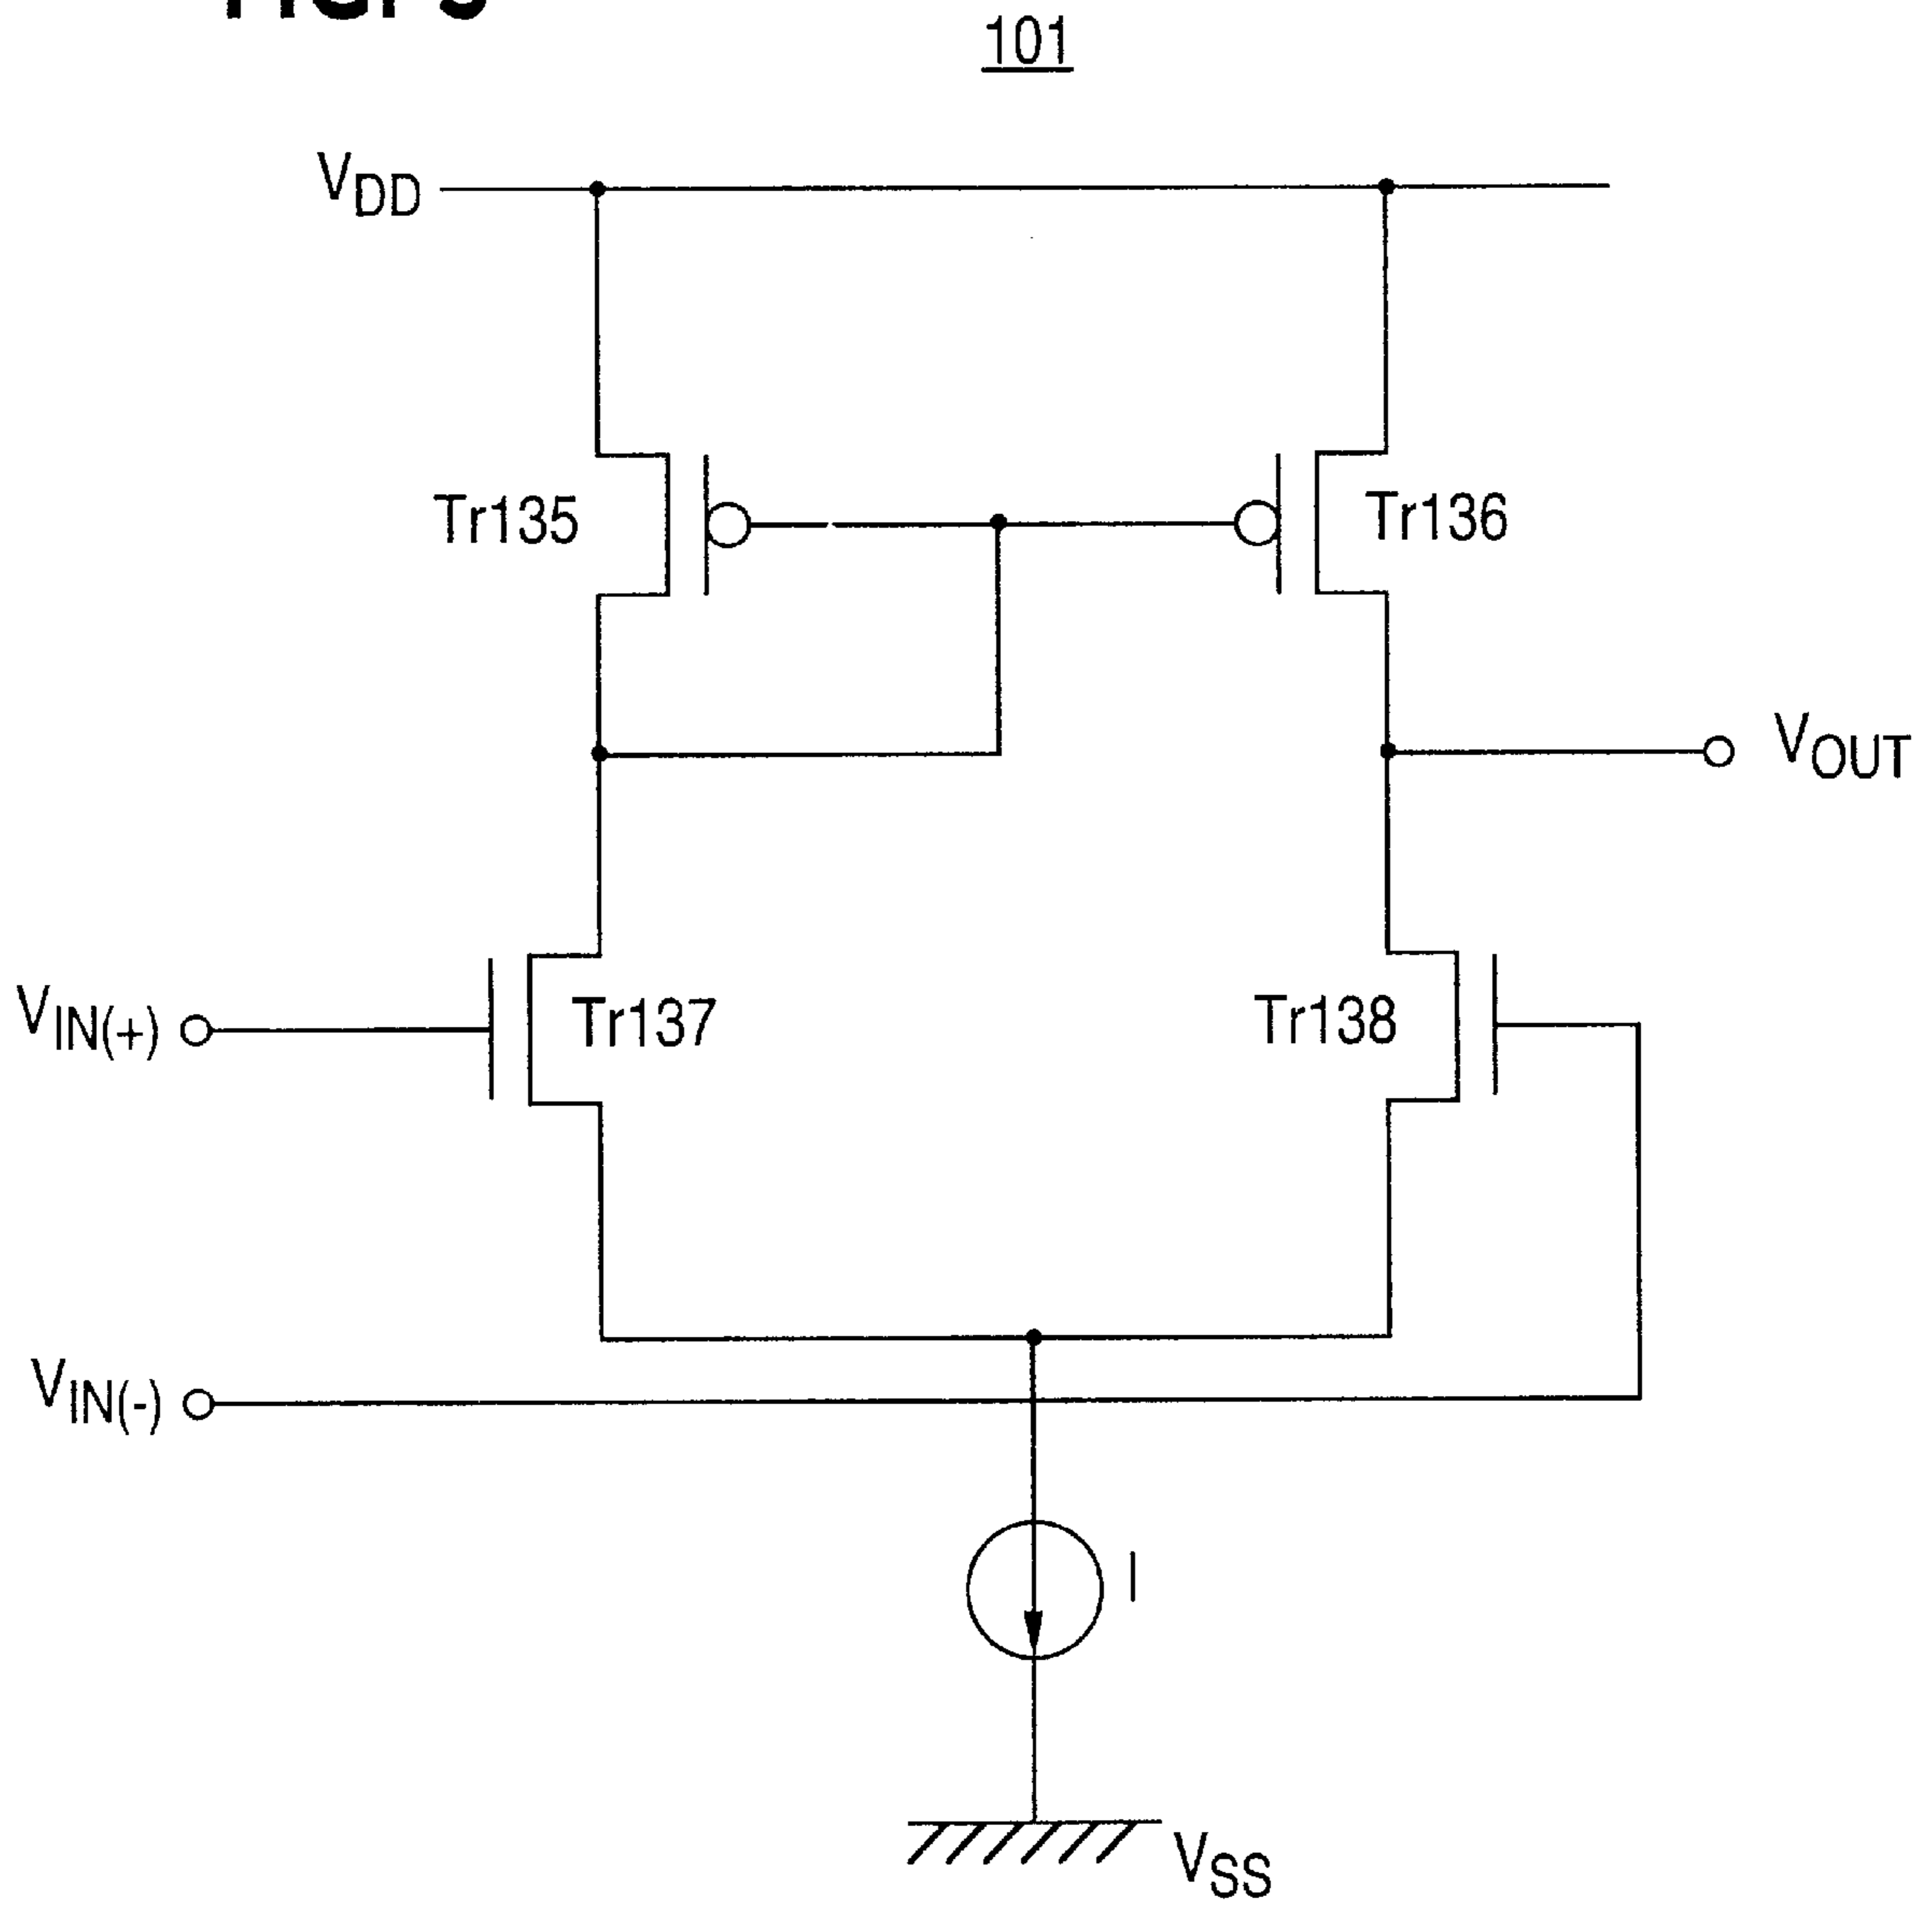 101
VDD
Tr135
Tr136
VOUT
VIN(+)
Tr137
Tr138
VIN(-)
I
VSS